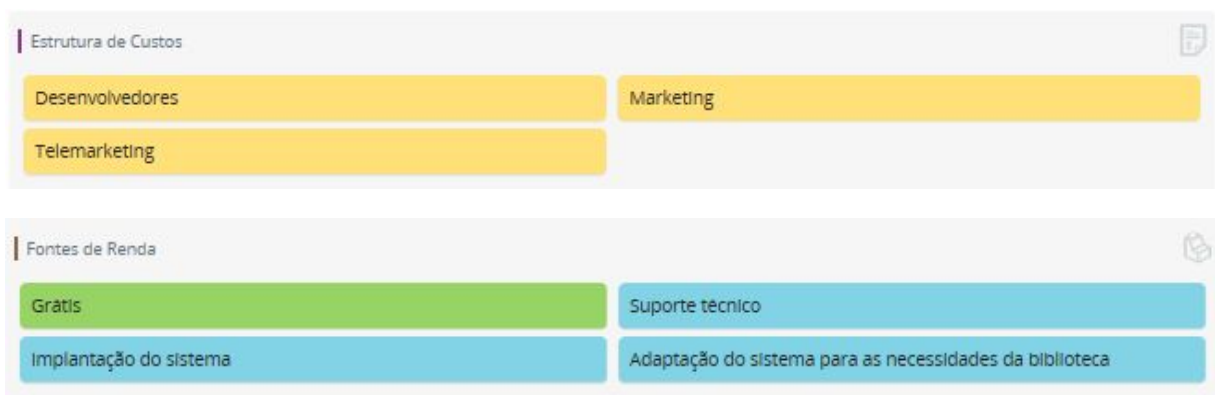 Estrutura de Custos
Desenvolvedores
Marketing
Telemarketing
Fontes de Renda
Grátis
Suporte técnico
Implantação do sistema
Adaptação do sistema para as necessidades da biblioteca